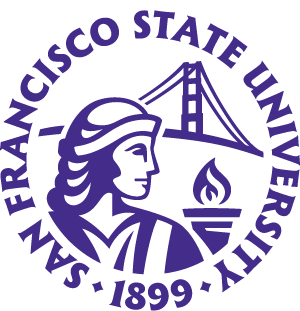 SAN FRANCISCO STATE UNIVERSITY
· 1899 ·